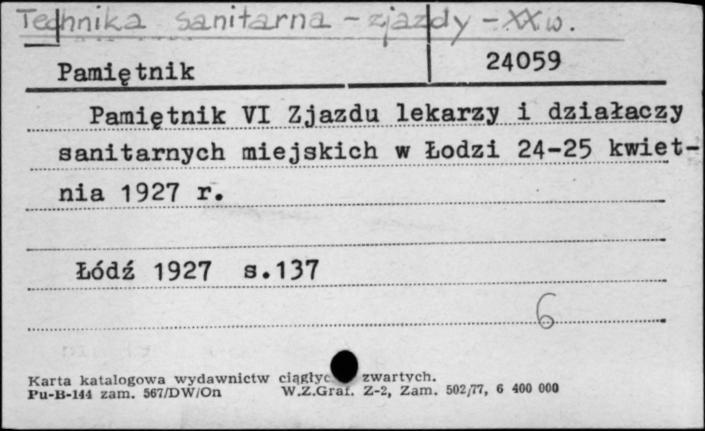 Technika sanitarna - zjazdy - XX w.
Pamiętnik 24059
Pamiętnik VI Zjazdu lekarzy i działaczy
sanitarnych miejskich w Łodzi 24-25 kwiet-
nia 1927 r.
Łódź 1927 s.137
6
Karta katalogowa wydawnictw zwartych.
Pu-B-144 zam. 567/DW/On W.Z.Graf. Z-2, Zam. 502/77, 6 400 000